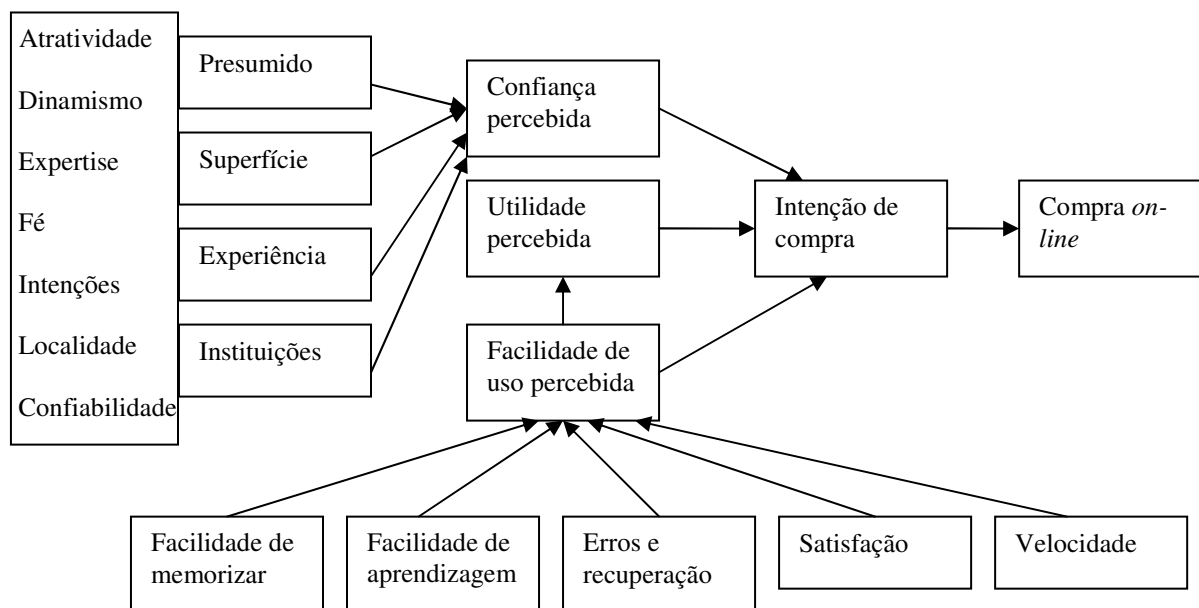 Atratividade
Dinamismo
Expertise
Fé
Intenções
Localidade
Confiabilidade
Presumido
Superfície
Experiência
Instituições
Confiança
percebida
Utilidade
percebida
Facilidade de
uso percebida
Intenção de
compra
Compra on-
line
Facilidade de
memorizar
Facilidade de
aprendizagem
Erros e
recuperação
Satisfação
Velocidade